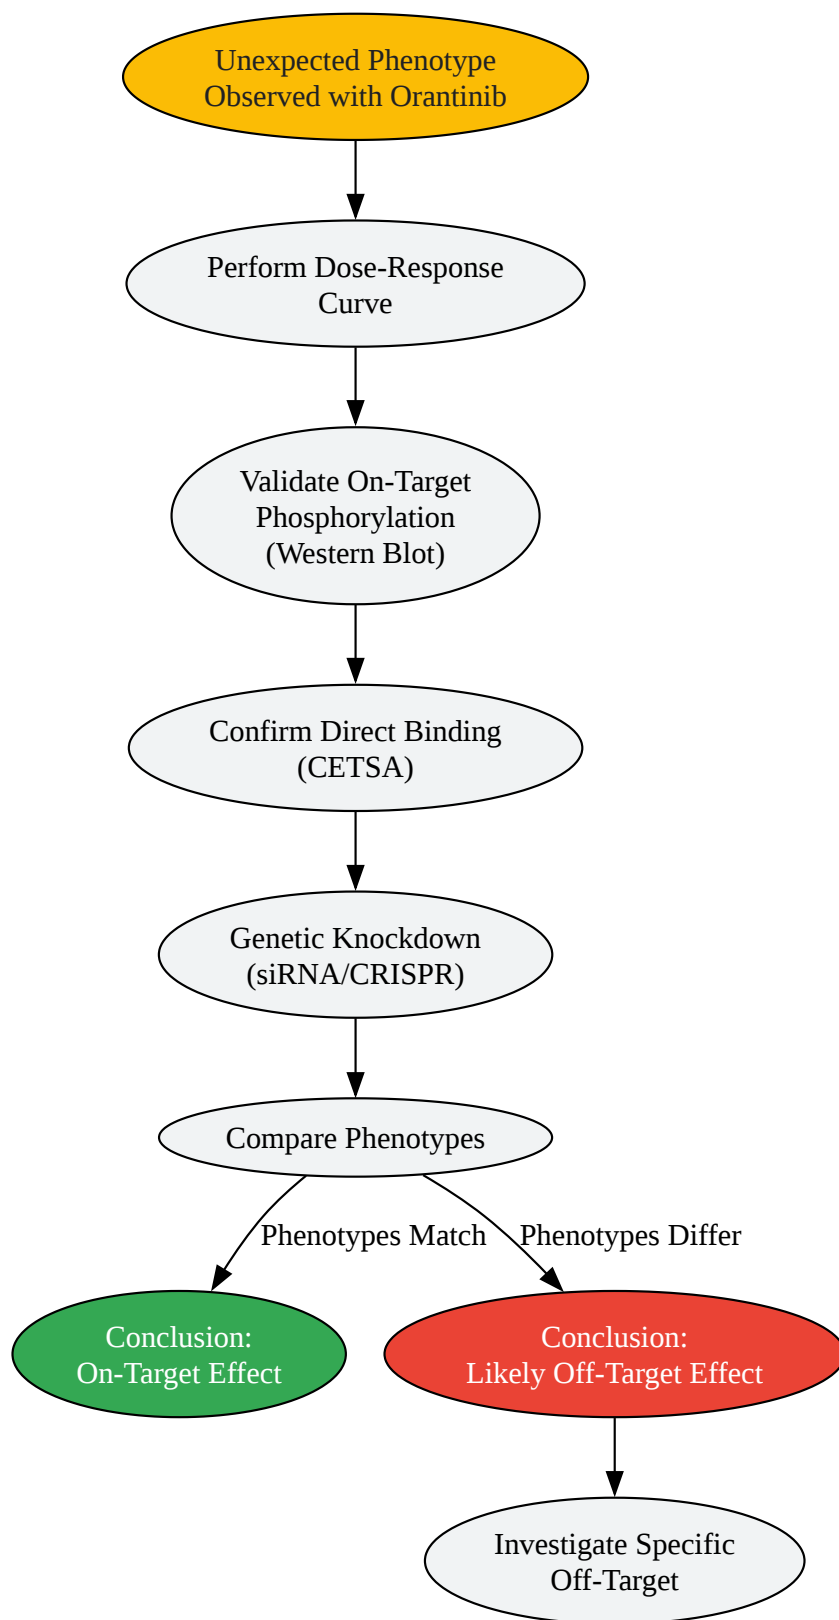 Unexpected Phenotype
Observed with Orantinib
Perform Dose-Response
Curve
Validate On-Target
Phosphorylation
(Western Blot)
Confirm Direct Binding
(CETSA)
Genetic Knockdown
(siRNA/CRISPR)
Compare Phenotypes
Phenotypes Match
Phenotypes Differ
Conclusion:
On-Target Effect
Conclusion:
Likely Off-Target Effect
Investigate Specific
Off-Target